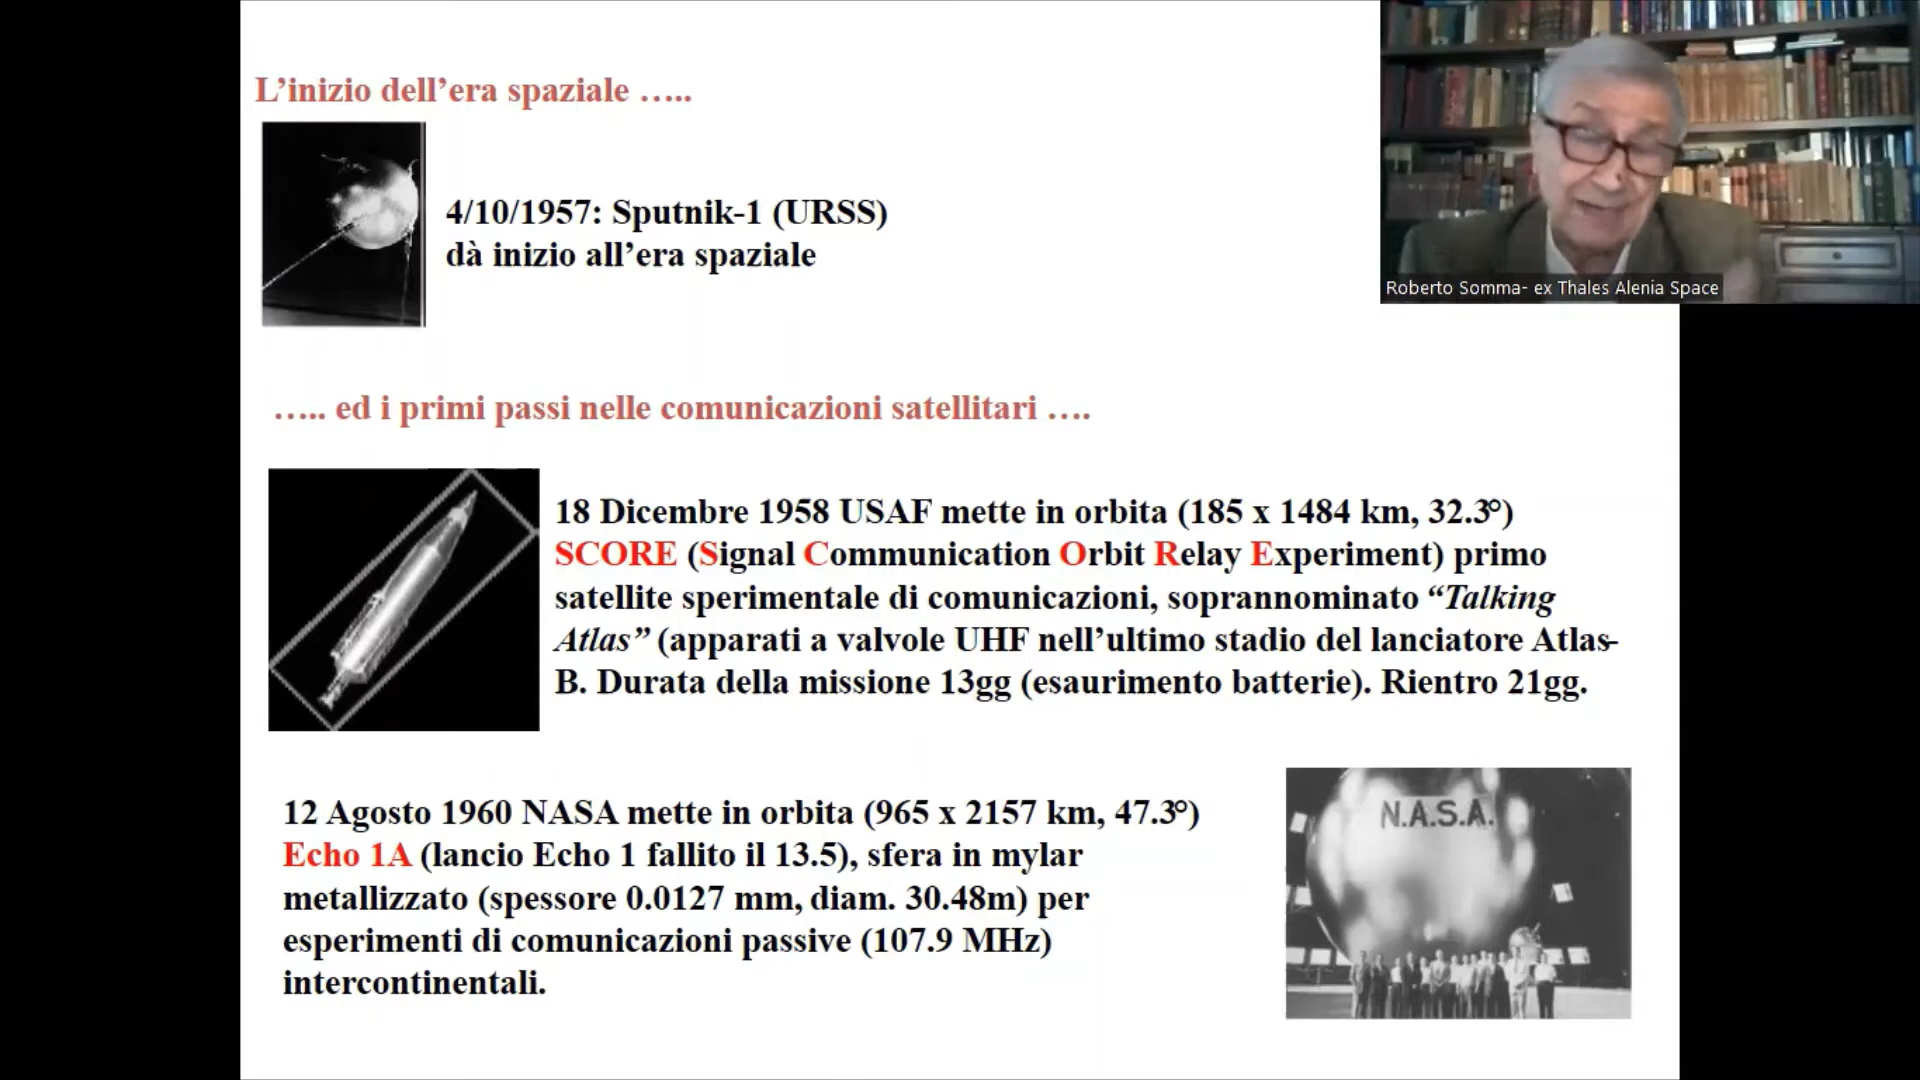 L’inizio dell’era spaziale …..
4/10/1957: Sputnik-1 (URSS)
dà inizio all’era spaziale
Roberto Somma- ex Thales Alenia Space
….. ed i primi passi nelle comunicazioni satellitari ….
18 Dicembre 1958 USAF mette in orbita (185 x 1484 km, 32.3°)
SCORE (Signal Communication Orbit Relay Experiment) primo
satellite sperimentale di comunicazioni, soprannominato “Talking
Atlas” (apparati a valvole UHF nell’ultimo stadio del lanciatore Atlas-
B. Durata della missione 13gg (esaurimento batterie). Rientro 21gg.
12 Agosto 1960 NASA mette in orbita (965 x 2157 km, 47.3°)
Echo 1A (lancio Echo 1 fallito il 13.5), sfera in mylar
metallizzato (spessore 0.0127 mm, diam. 30.48m) per
esperimenti di comunicazioni passive (107.9 MHz)
intercontinentali.
N.A.S.A.